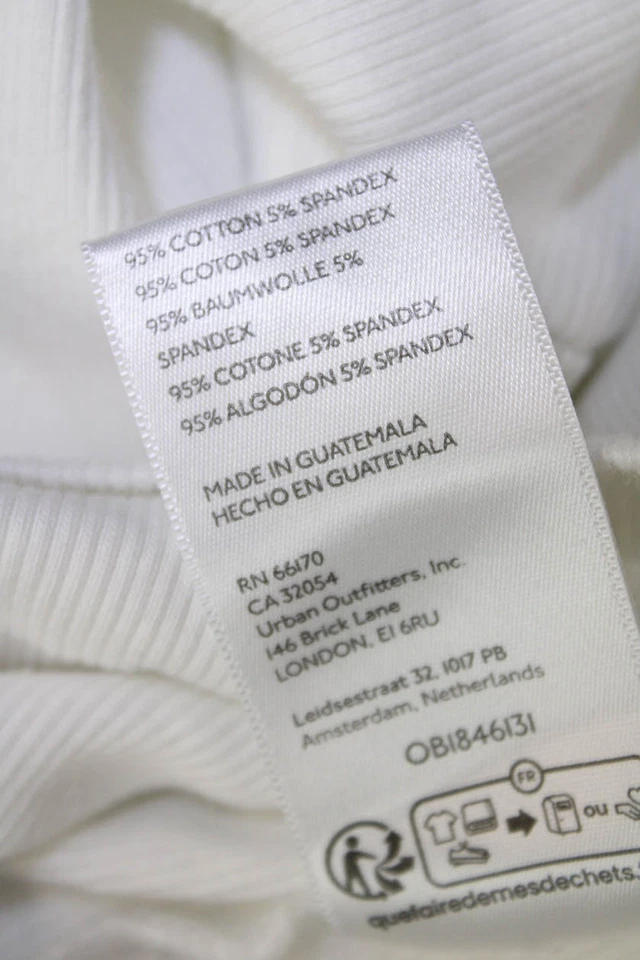 95% COTTON 5% SPANDEX
95% COTON 5% SPANDEX
95% BAUMWOLLE 5%
SPANDEX
95% COTONE 5% SPANDEX
95% ALGODÓN 5% SPANDEX
MADE IN GUATEMALA
HECHO EN GUATEMALA
RN 66170
CA 32054
Urban Outfitters, Inc.
146 Brick Lane
LONDON, E1 6RU
Leidsestraat 32, 1017 PB
Amsterdam, Netherlands
OB1846131
FR
ou
quefairedemesdechets.